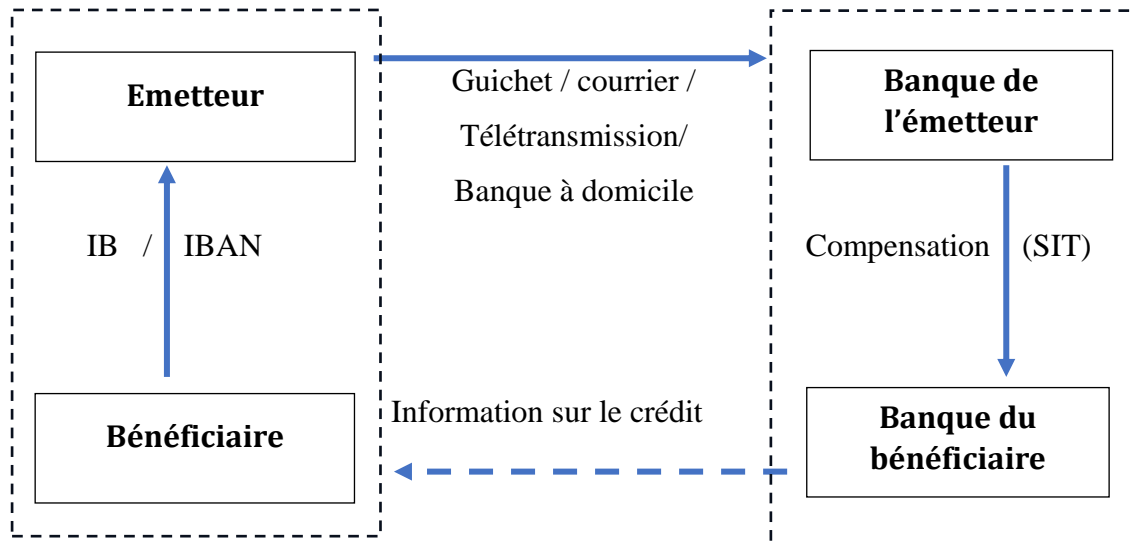 Emetteur
Guichet / courrier /
Télétransmission/
Banque à domicile
Banque de
l’émetteur
IB / IBAN
Compensation (SIT)
Bénéficiaire
Information sur le crédit
Banque du
bénéficiaire